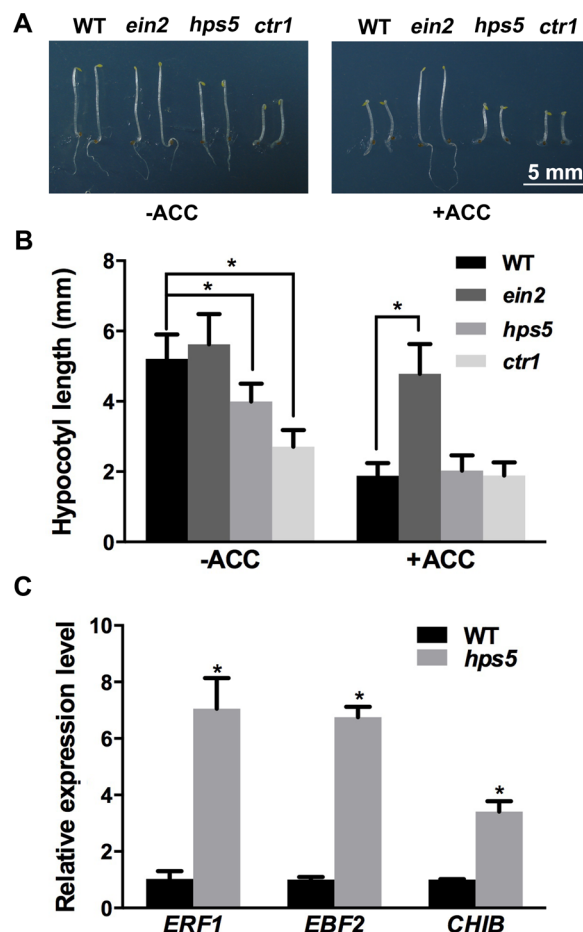 A
WT ein2 hps5 ctr1
WT ein2 hps5 ctr1
5 mm
-ACC
+ACC
B
Hypocotyl length (mm)
8
6
4
2
0
*
*
*
WT
ein2
hps5
ctr1
-ACC
+ACC
C
Relative expression level
10
8
6
4
2
0
*
*
*
WT
hps5
ERF1
EBF2
CHIB